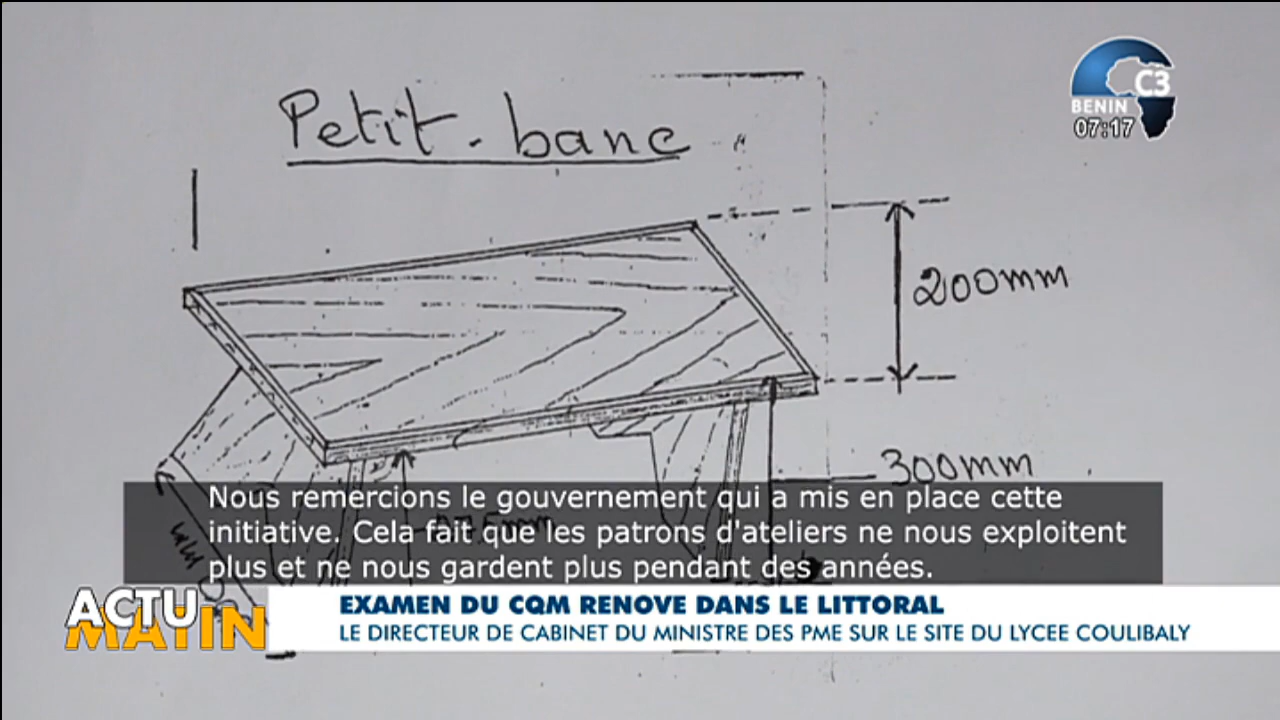 Petit-banc
C3
BENIN
07:17
200mm
300mm
Nous remercions le gouvernement qui a mis en place cette
initiative. Cela fait que les patrons d'ateliers ne nous exploitent
plus et ne nous gardent plus pendant des années.
ACTU
MATIN
EXAMEN DU CQM RENOVE DANS LE LITTORAL
LE DIRECTEUR DE CABINET DU MINISTRE DES PME SUR LE SITE DU LYCEE COULIBALY